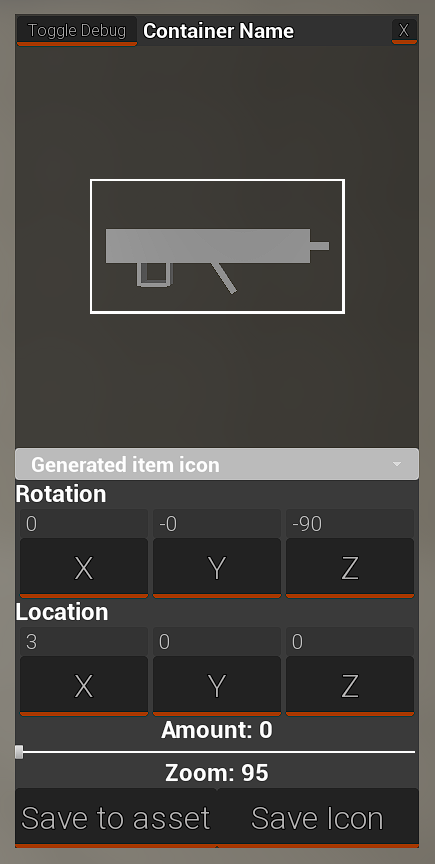 Toggle Debug Container Name X
Generated item icon
Rotation
0 -0 -90
X Y Z
Location
3 0 0
X Y Z
Amount: 0
Zoom: 95
Save to asset Save Icon